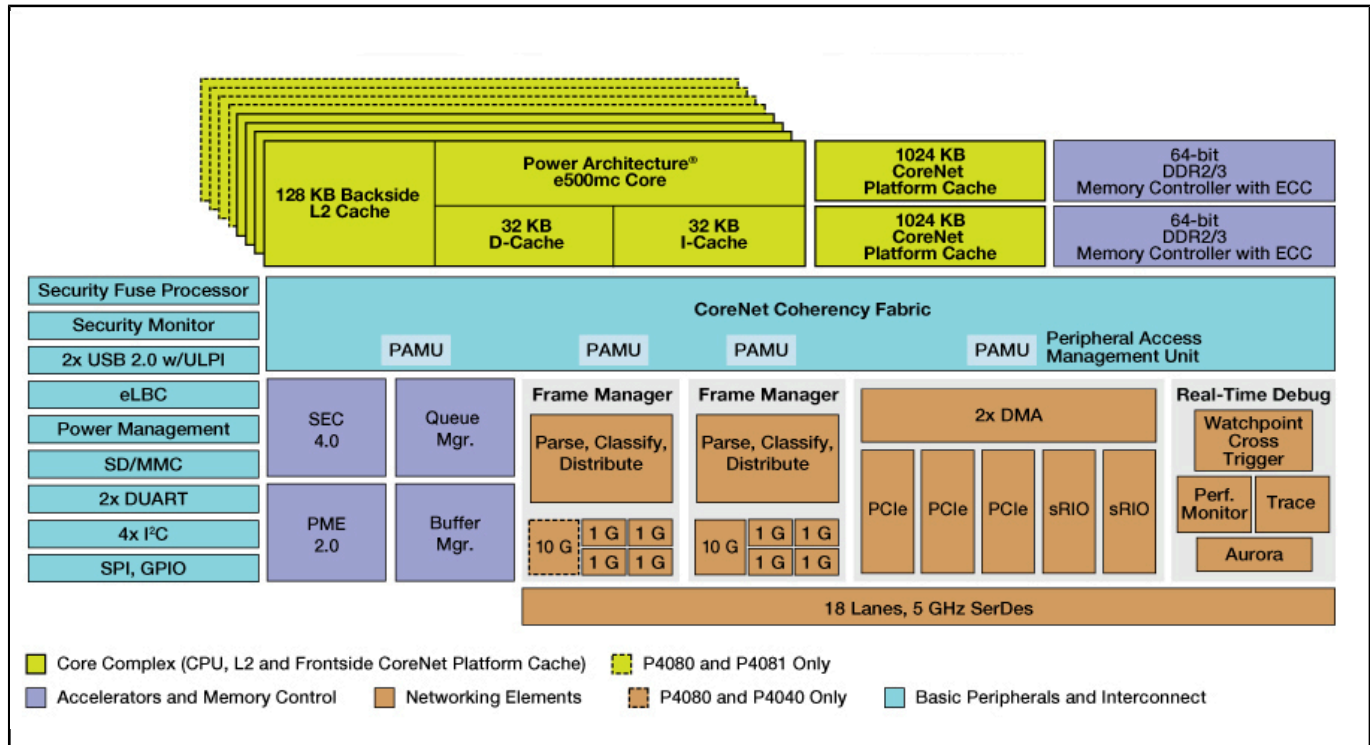 Power Architecture®
e500mc Core
128 KB Backside
L2 Cache
32 KB
D-Cache
32 KB
I-Cache
1024 KB
CoreNet
Platform Cache
1024 KB
CoreNet
Platform Cache
64-bit
DDR2/3
Memory Controller with ECC
64-bit
DDR2/3
Memory Controller with ECC
Security Fuse Processor
Security Monitor
2x USB 2.0 w/ULPI
eLBC
Power Management
SD/MMC
2x DUART
4x I²C
SPI, GPIO
CoreNet Coherency Fabric
PAMU
PAMU
PAMU
PAMU
Peripheral Access
Management Unit
SEC
4.0
Queue
Mgr.
PME
2.0
Buffer
Mgr.
Frame Manager
Parse, Classify,
Distribute
10 G
1 G
1 G
1 G
1 G
Frame Manager
Parse, Classify,
Distribute
10 G
1 G
1 G
1 G
1 G
2x DMA
PCIe
PCIe
PCIe
sRIO
sRIO
Real-Time Debug
Watchpoint
Cross
Trigger
Perf.
Monitor
Trace
Aurora
18 Lanes, 5 GHz SerDes
Core Complex (CPU, L2 and Frontside CoreNet Platform Cache)
P4080 and P4081 Only
Accelerators and Memory Control
Networking Elements
P4080 and P4040 Only
Basic Peripherals and Interconnect